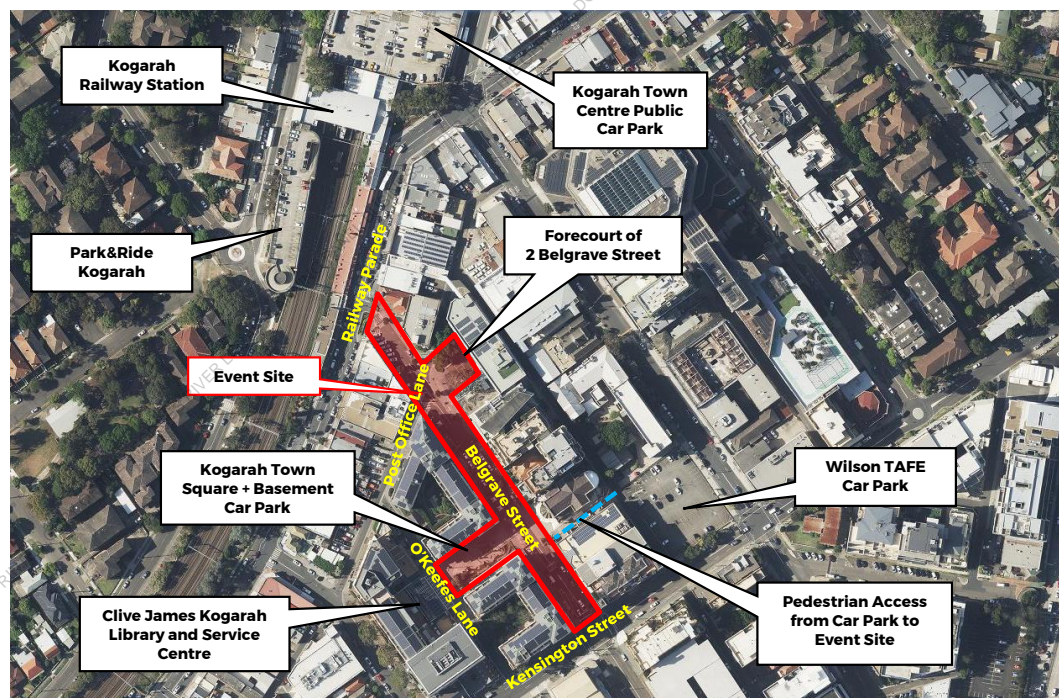 Kogarah
Railway Station
Kogarah Town
Centre Public
Car Park
Park&Ride
Kogarah
Forecourt of
2 Belgrave Street
Railway Parade
Event Site
Post Office Lane
Kogarah Town
Square + Basement
Car Park
Belgrave Street
Wilson TAFE
Car Park
O'Keefes Lane
Clive James Kogarah
Library and Service
Centre
Kensington Street
Pedestrian Access
from Car Park to
Event Site